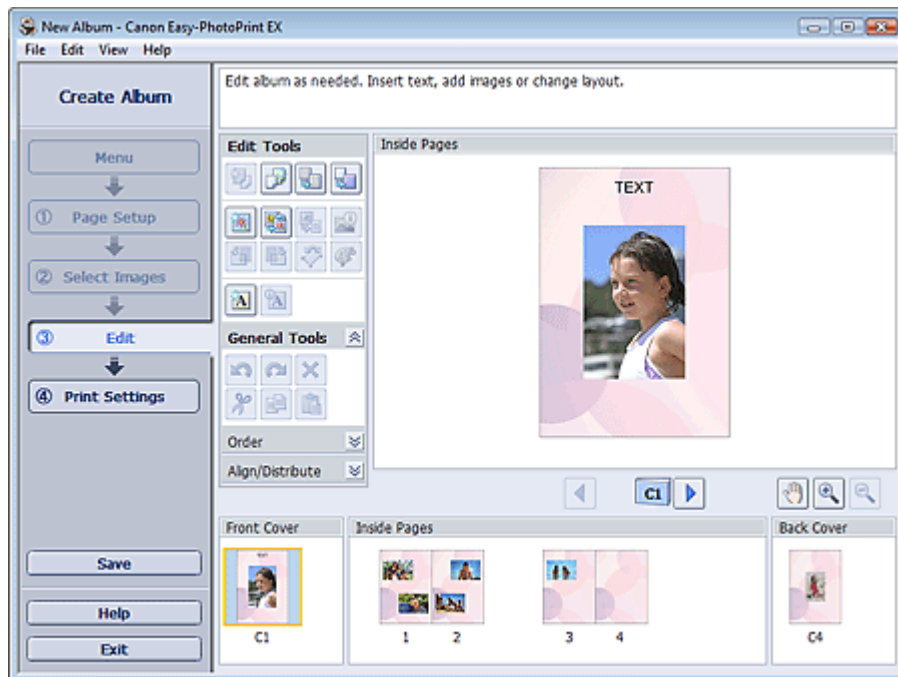 New Album - Canon Easy-PhotoPrint EX
File Edit View Help
Create Album
Menu
① Page Setup
② Select Images
③ Edit
④ Print Settings
Save
Help
Exit
Edit album as needed. Insert text, add images or change layout.
Edit Tools
A
A
General Tools
Order
Align/Distribute
Inside Pages
TEXT
C1
Front Cover
TEXT
C1
Inside Pages
1 2 3 4
Back Cover
C4